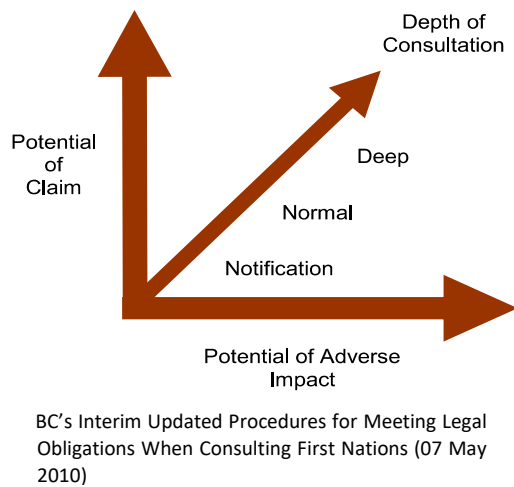 Depth of
Consultation
Potential
of
Claim
Deep
Normal
Notification
Potential of Adverse
Impact
BC's Interim Updated Procedures for Meeting Legal
Obligations When Consulting First Nations (07 May
2010)